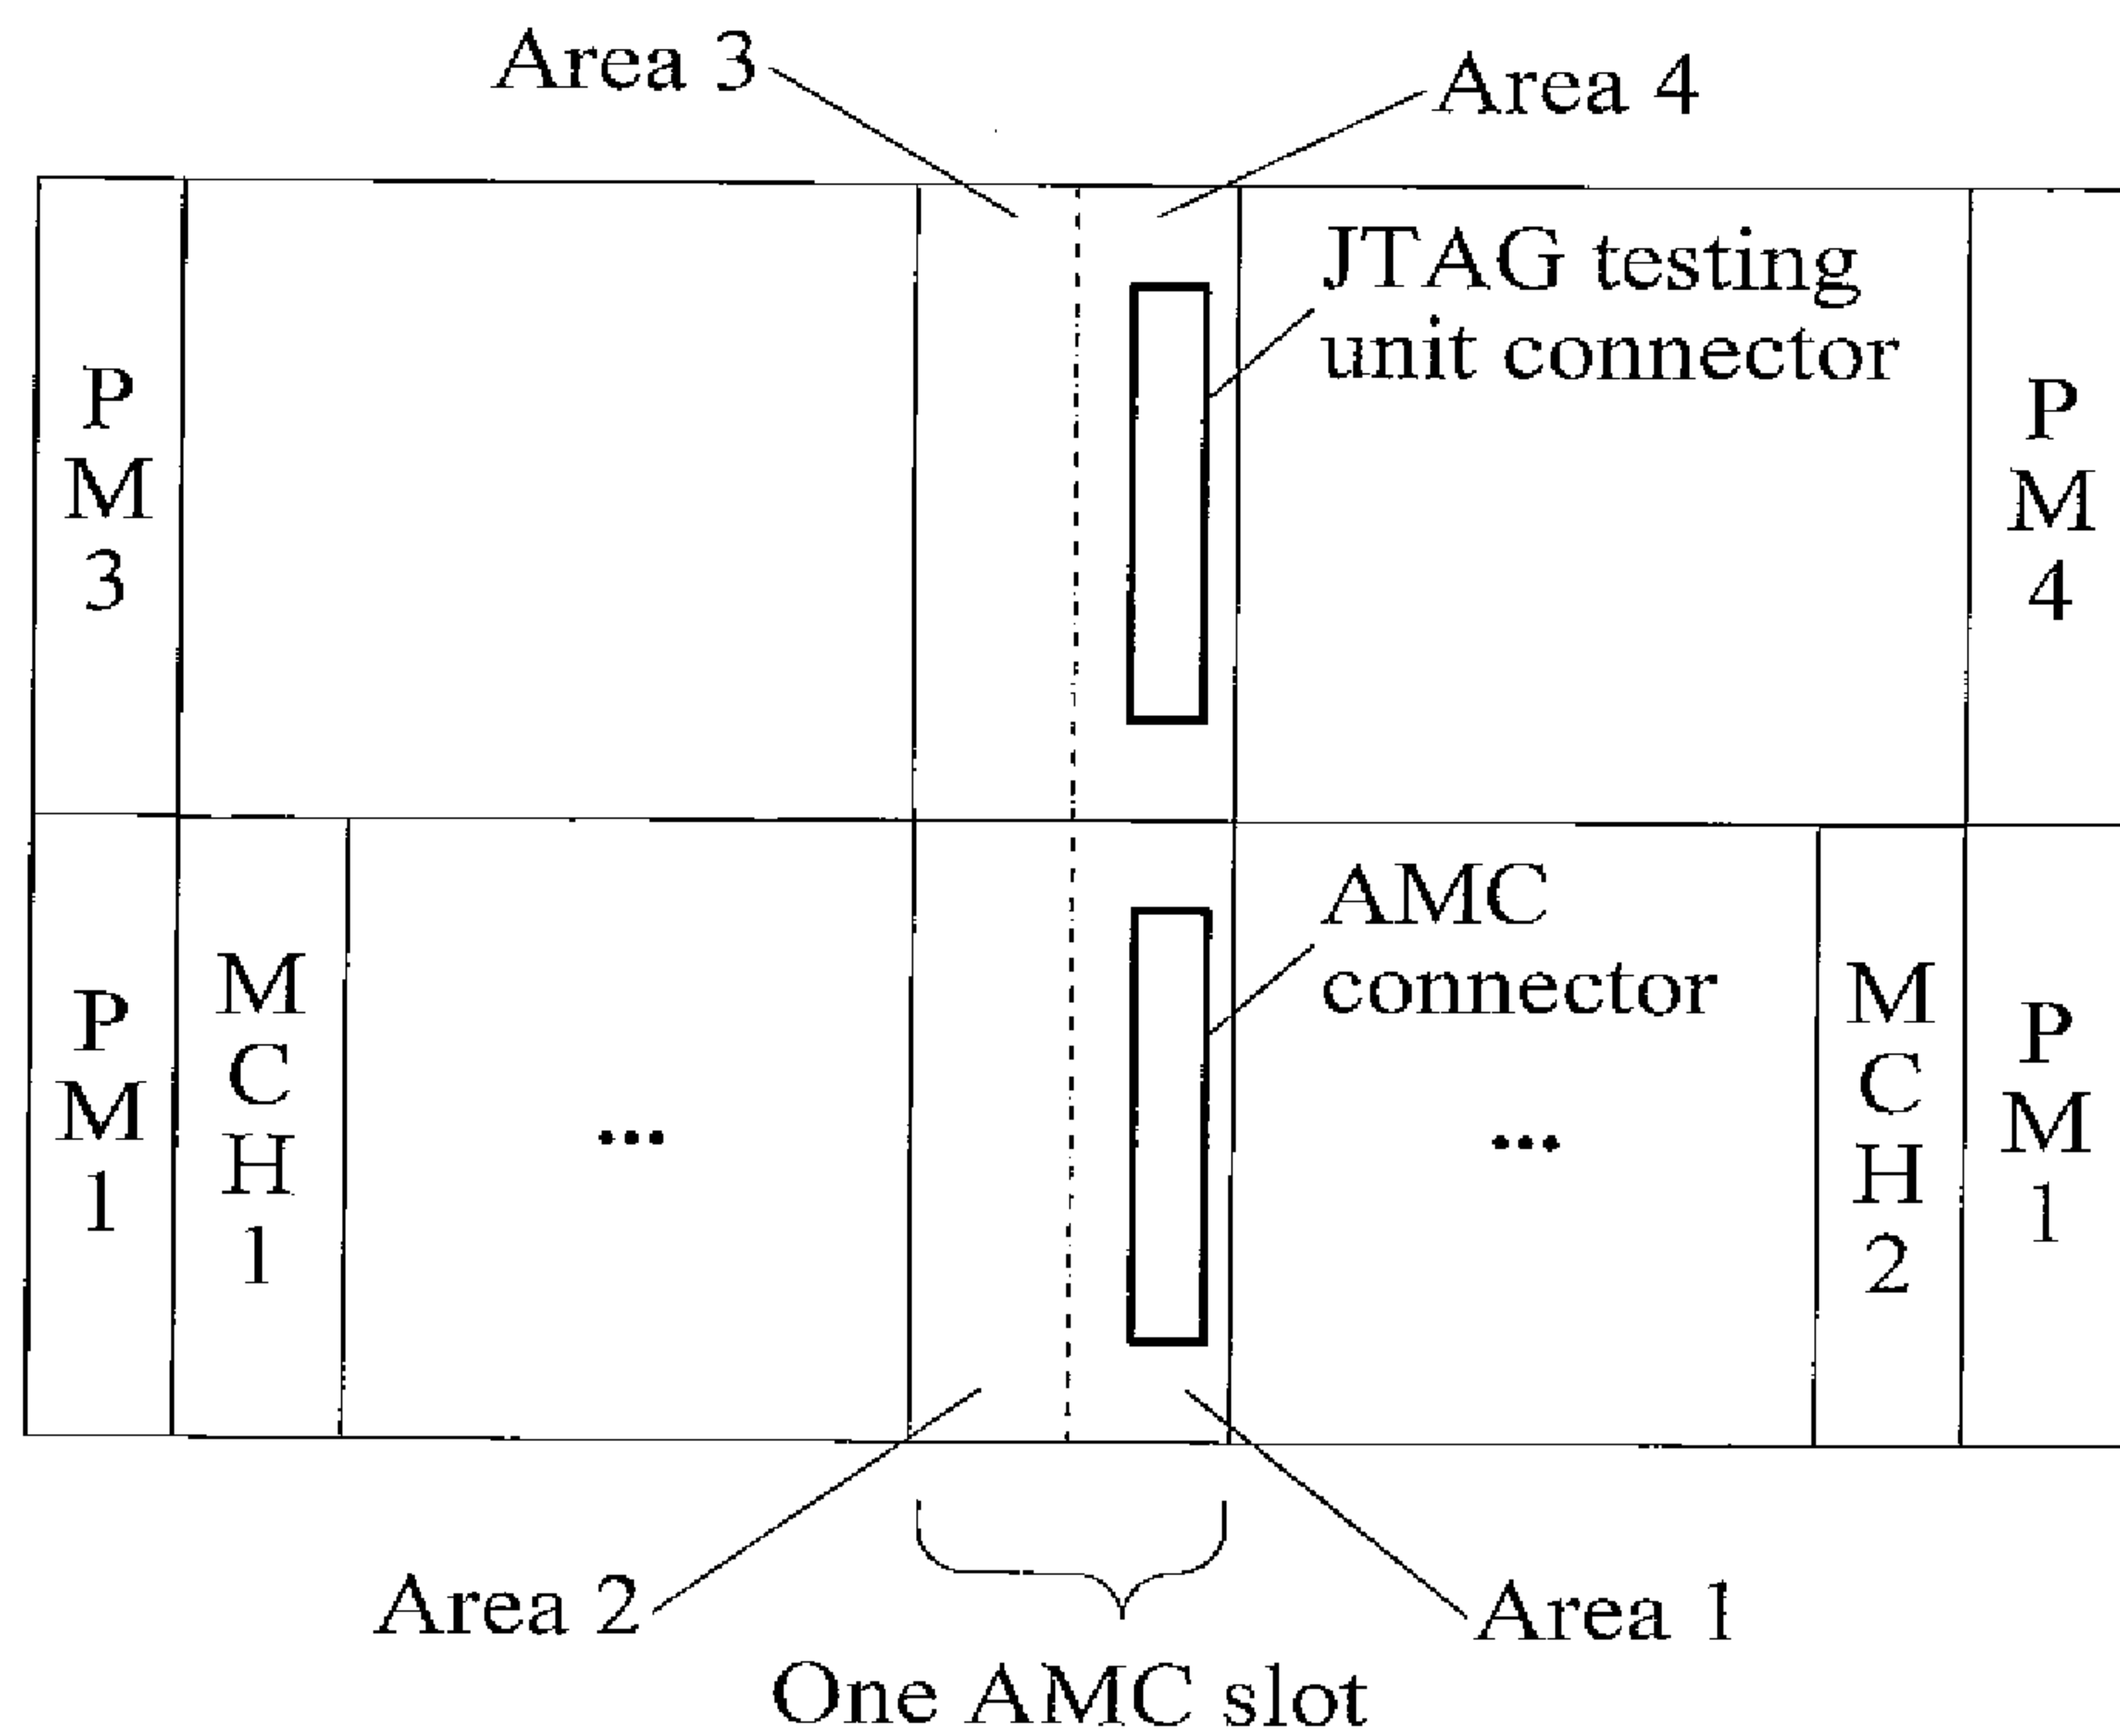 Area 3
Area 4
JTAG testing
unit connector
P
M
3
P
M
4
AMC
connector
P
M
1
M
C
H
1
...
...
M
C
H
2
P
M
1
Area 2
Area 1
One AMC slot